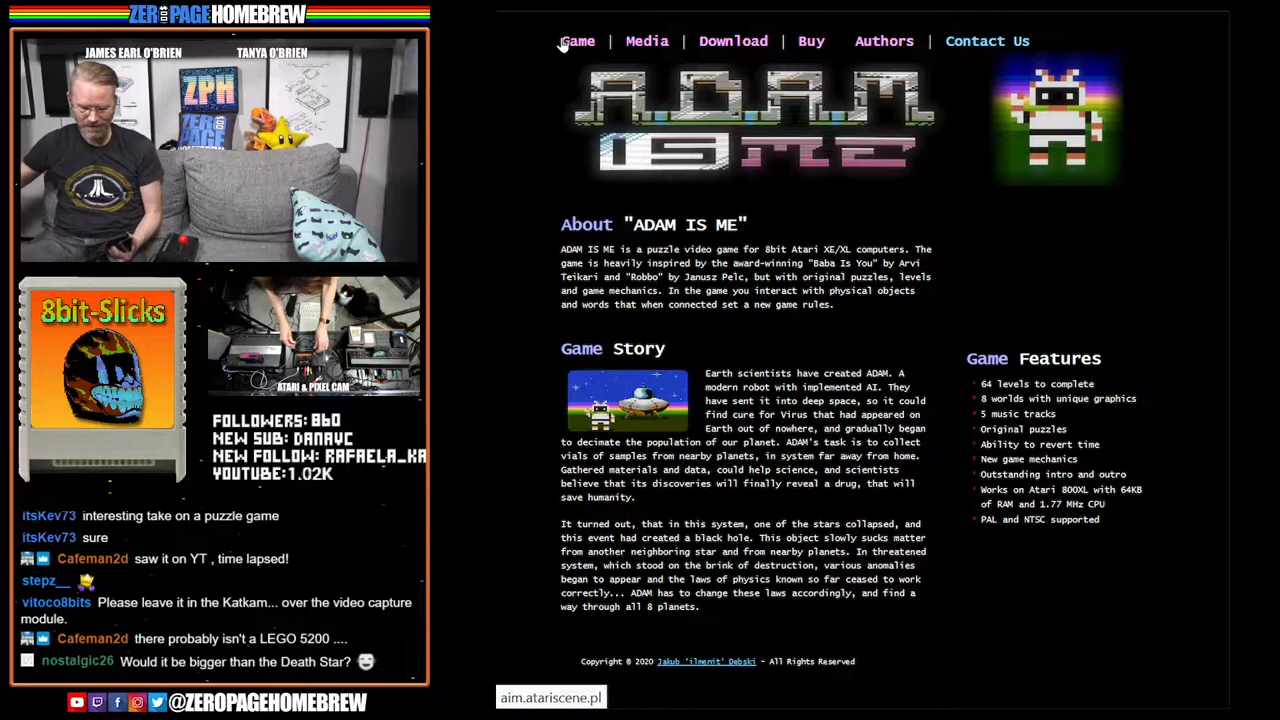 ZEROPAGEHOMEBREW
JAMES EARL O'BRIEN
TANYA O'BRIEN
ZPH
ZERO PAGE
8bit-Slicks
ATARI & PIXEL CAM
FOLLOWERS: 860
NEW SUB: DANAYC
NEW FOLLOW: RAFAELA_KA
YOUTUBE:1.02K
itsKev73 interesting take on a puzzle game
itsKev73 sure
Cafeman2d saw it on YT , time lapsed!
stepz__
vitoco8bits Please leave it in the Katkam... over the video capture
module.
Cafeman2d there probably isn't a LEGO 5200 ....
nostalgic26 Would it be bigger than the Death Star?
@ZEROPAGEHOMEBREW
Game | Media | Download | Buy Authors | Contact Us
ADAM
IS ME
About "ADAM IS ME"
ADAM IS ME is a puzzle video game for 8bit Atari XE/XL computers. The
game is heavily inspired by the award-winning "Baba Is You" by Arvi
Teikari and "Robbo" by Janusz Pelc, but with original puzzles, levels
and game mechanics. In the game you interact with physical objects
and words that when connected set a new game rules.
Game Story
Earth scientists have created ADAM. A
modern robot with implemented AI. They
have sent it into deep space, so it could
find cure for Virus that had appeared on
Earth out of nowhere, and gradually began
to decimate the population of our planet. ADAM's task is to collect
vials of samples from nearby planets, in system far away from home.
Gathered materials and data, could help science, and scientists
believe that its discoveries will finally reveal a drug, that will
save humanity.
It turned out, that in this system, one of the stars collapsed, and
this event had created a black hole. This object slowly sucks matter
from another neighboring star and from nearby planets. In threatened
system, which stood on the brink of destruction, various anomalies
began to appear and the laws of physics known so far ceased to work
correctly... ADAM has to change these laws accordingly, and find a
way through all 8 planets.
Game Features
64 levels to complete
8 worlds with unique graphics
5 music tracks
Original puzzles
Ability to revert time
New game mechanics
Outstanding intro and outro
Works on Atari 800XL with 64KB
of RAM and 1.77 MHz CPU
PAL and NTSC supported
Copyright © 2020 Jakub 'ilmenit' Debski - All Rights Reserved
aim.atariscene.pl